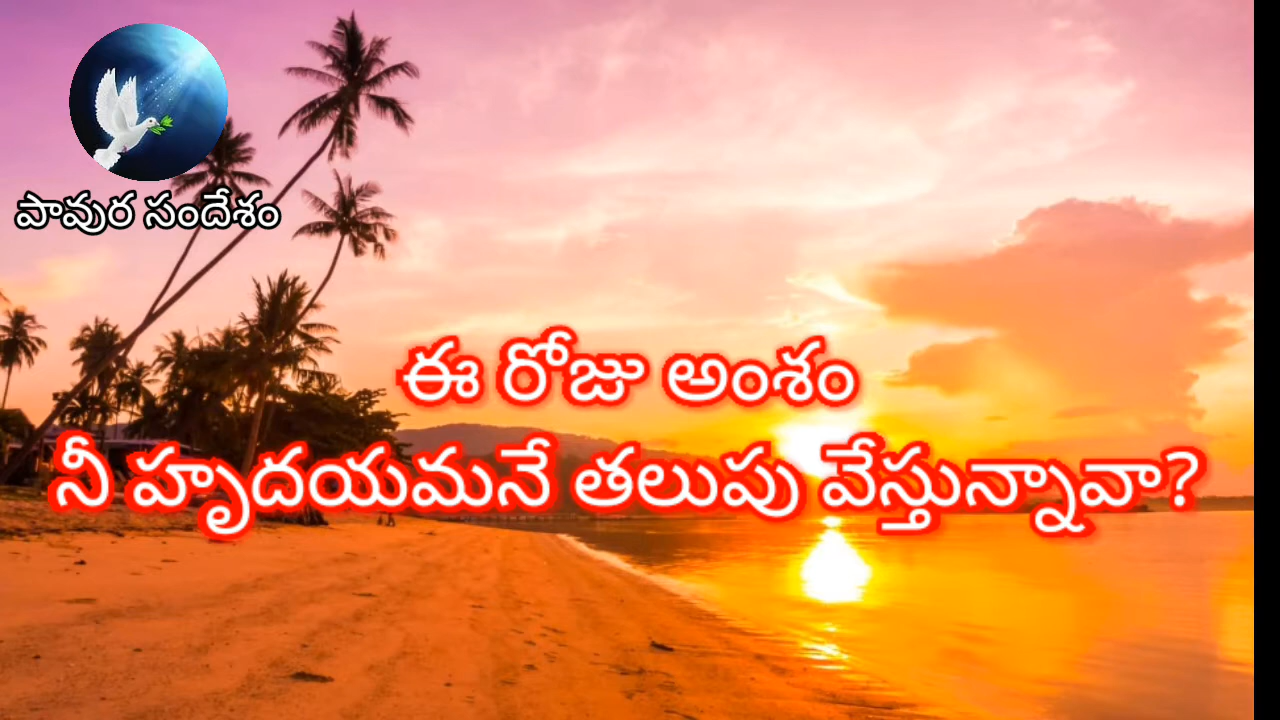 పావుర సందేశం
ఈ రోజు అంశం
నీ హృదయమనే తలుపు వేస్తున్నావా?